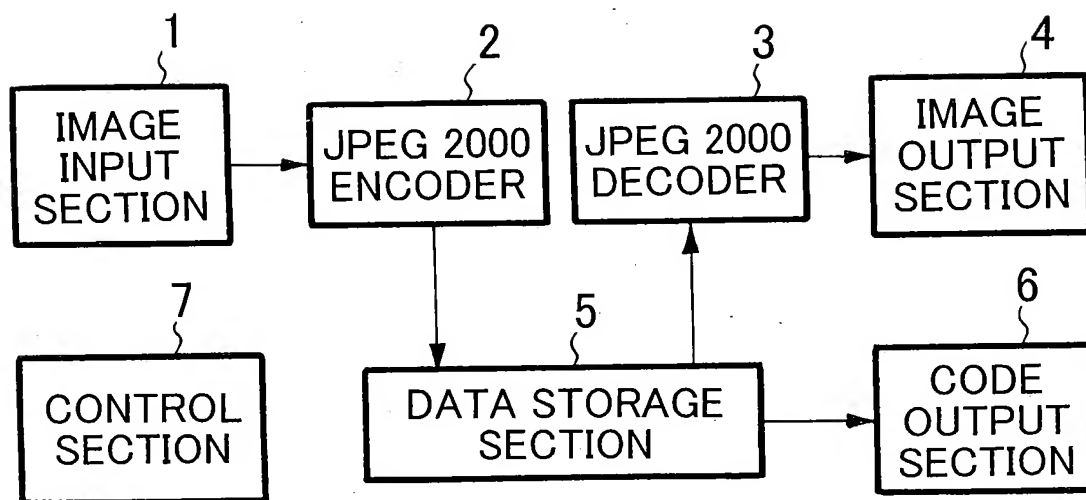 1
IMAGE
INPUT
SECTION
2
JPEG 2000
ENCODER
3
JPEG 2000
DECODER
4
IMAGE
OUTPUT
SECTION
7
CONTROL
SECTION
5
DATA STORAGE
SECTION
6
CODE
OUTPUT
SECTION